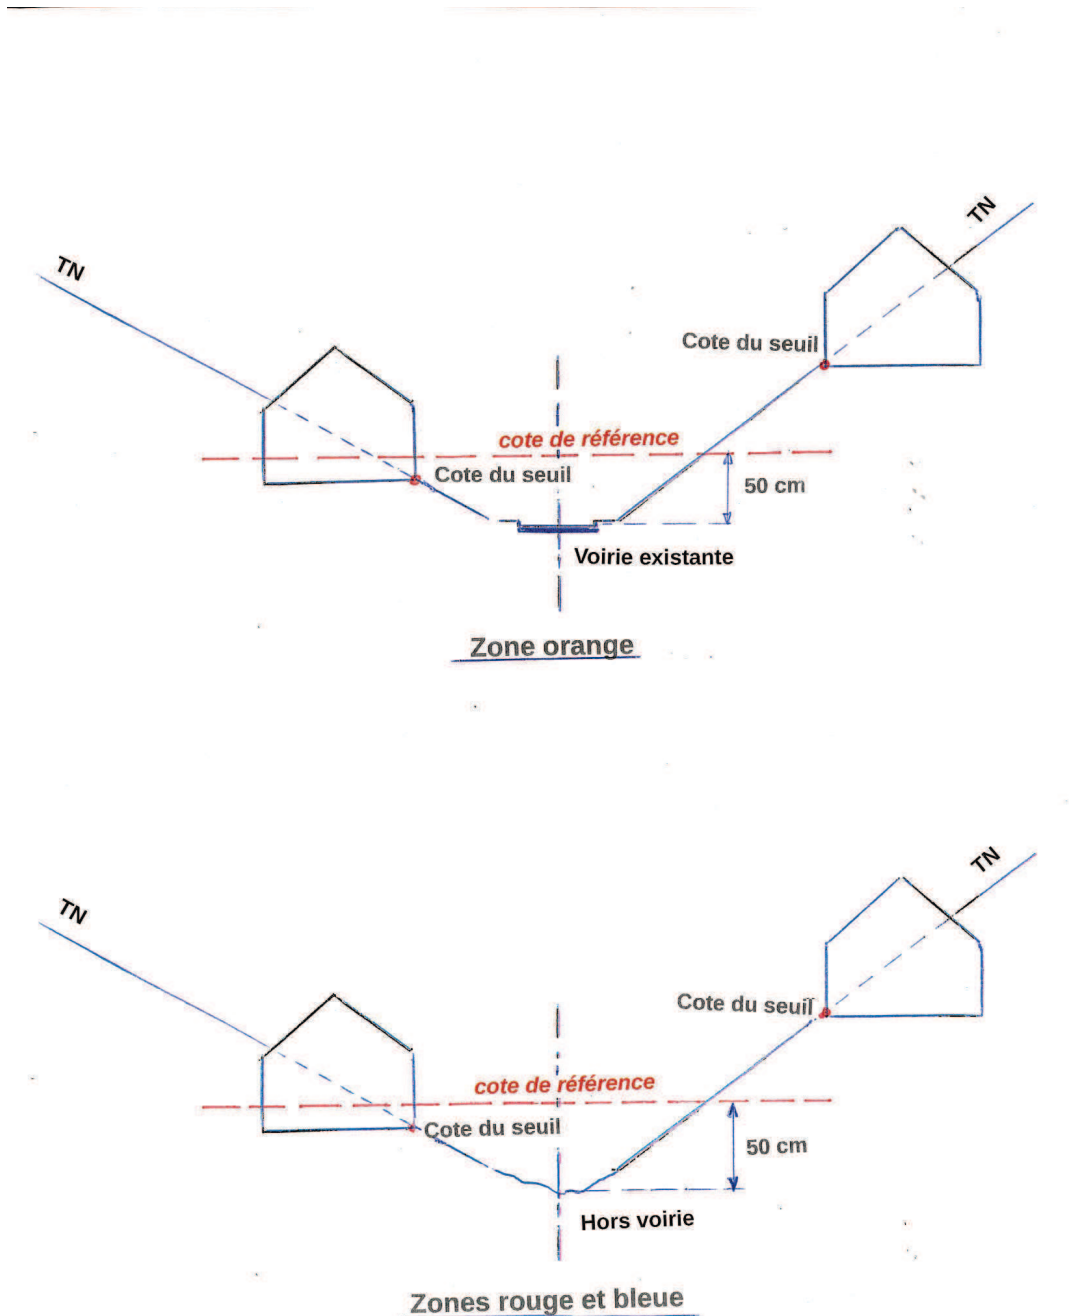 TN
TN
Cote du seuil
cote de référence
Cote du seuil
50 cm
Voirie existante
Zone orange
TN
TN
Cote du seuil
cote de référence
Cote du seuil
50 cm
Hors voirie
Zones rouge et bleue